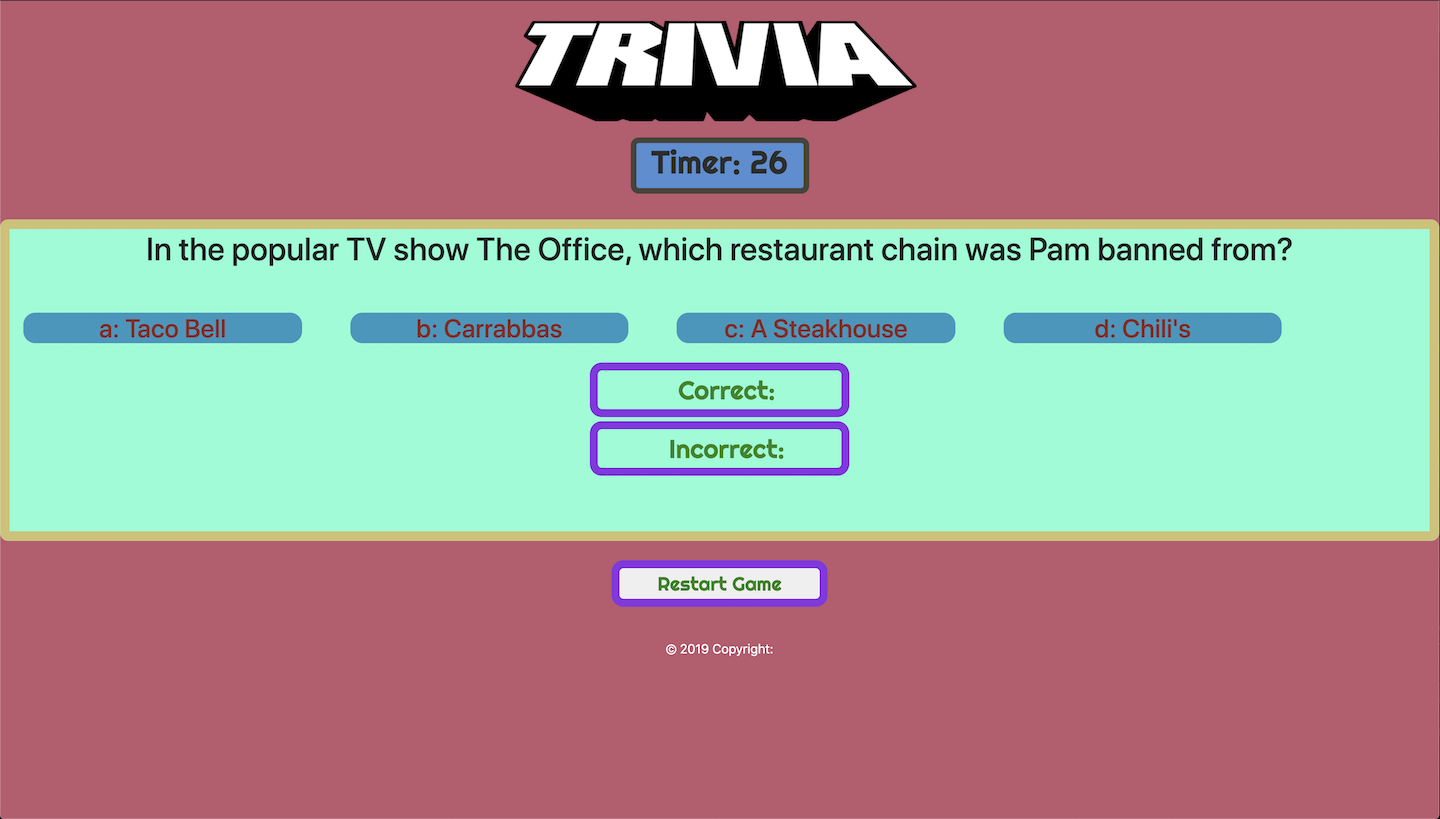 TRIVIA
Timer: 26
In the popular TV show The Office, which restaurant chain was Pam banned from?
a: Taco Bell
b: Carrabbas
c: A Steakhouse
d: Chili's
Correct:
Incorrect:
Restart Game
© 2019 Copyright: